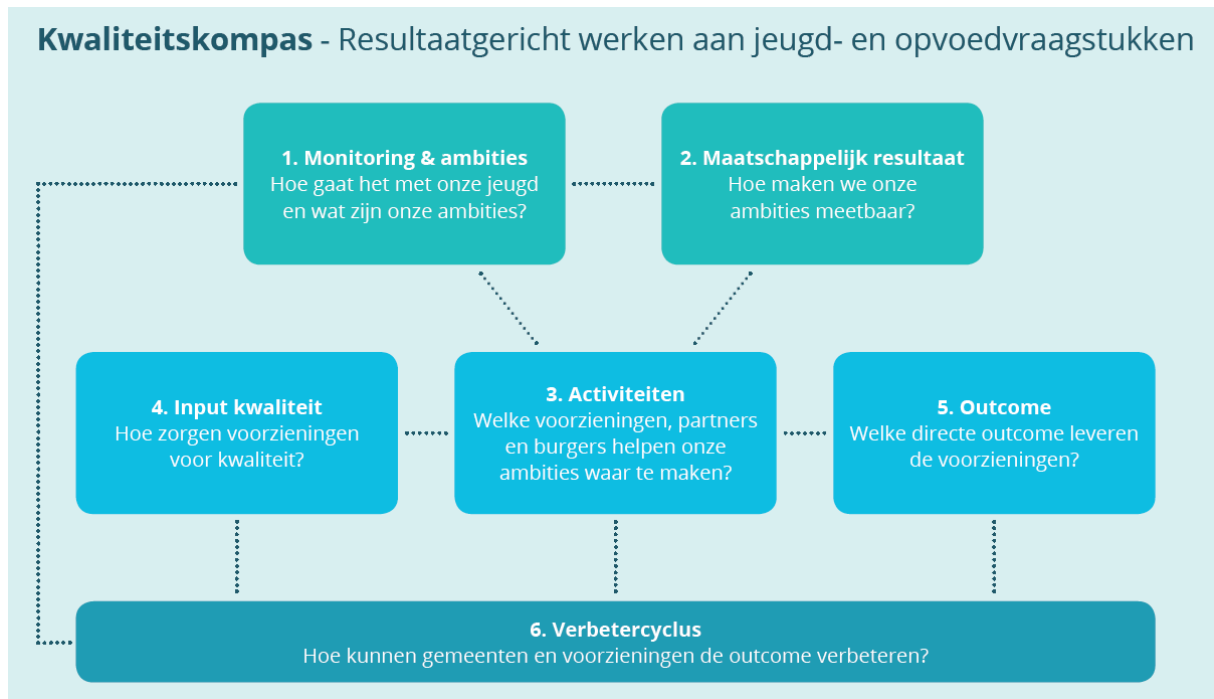 Kwaliteitskompas - Resultaatgericht werken aan jeugd- en opvoedvraagstukken
1. Monitoring & ambities
Hoe gaat het met onze jeugd
en wat zijn onze ambities?
2. Maatschappelijk resultaat
Hoe maken we onze
ambities meetbaar?
4. Input kwaliteit
Hoe zorgen voorzieningen
voor kwaliteit?
3. Activiteiten
Welke voorzieningen, partners
en burgers helpen onze
ambities waar te maken?
5. Outcome
Welke directe outcome leveren
de voorzieningen?
6. Verbetercyclus
Hoe kunnen gemeenten en voorzieningen de outcome verbeteren?